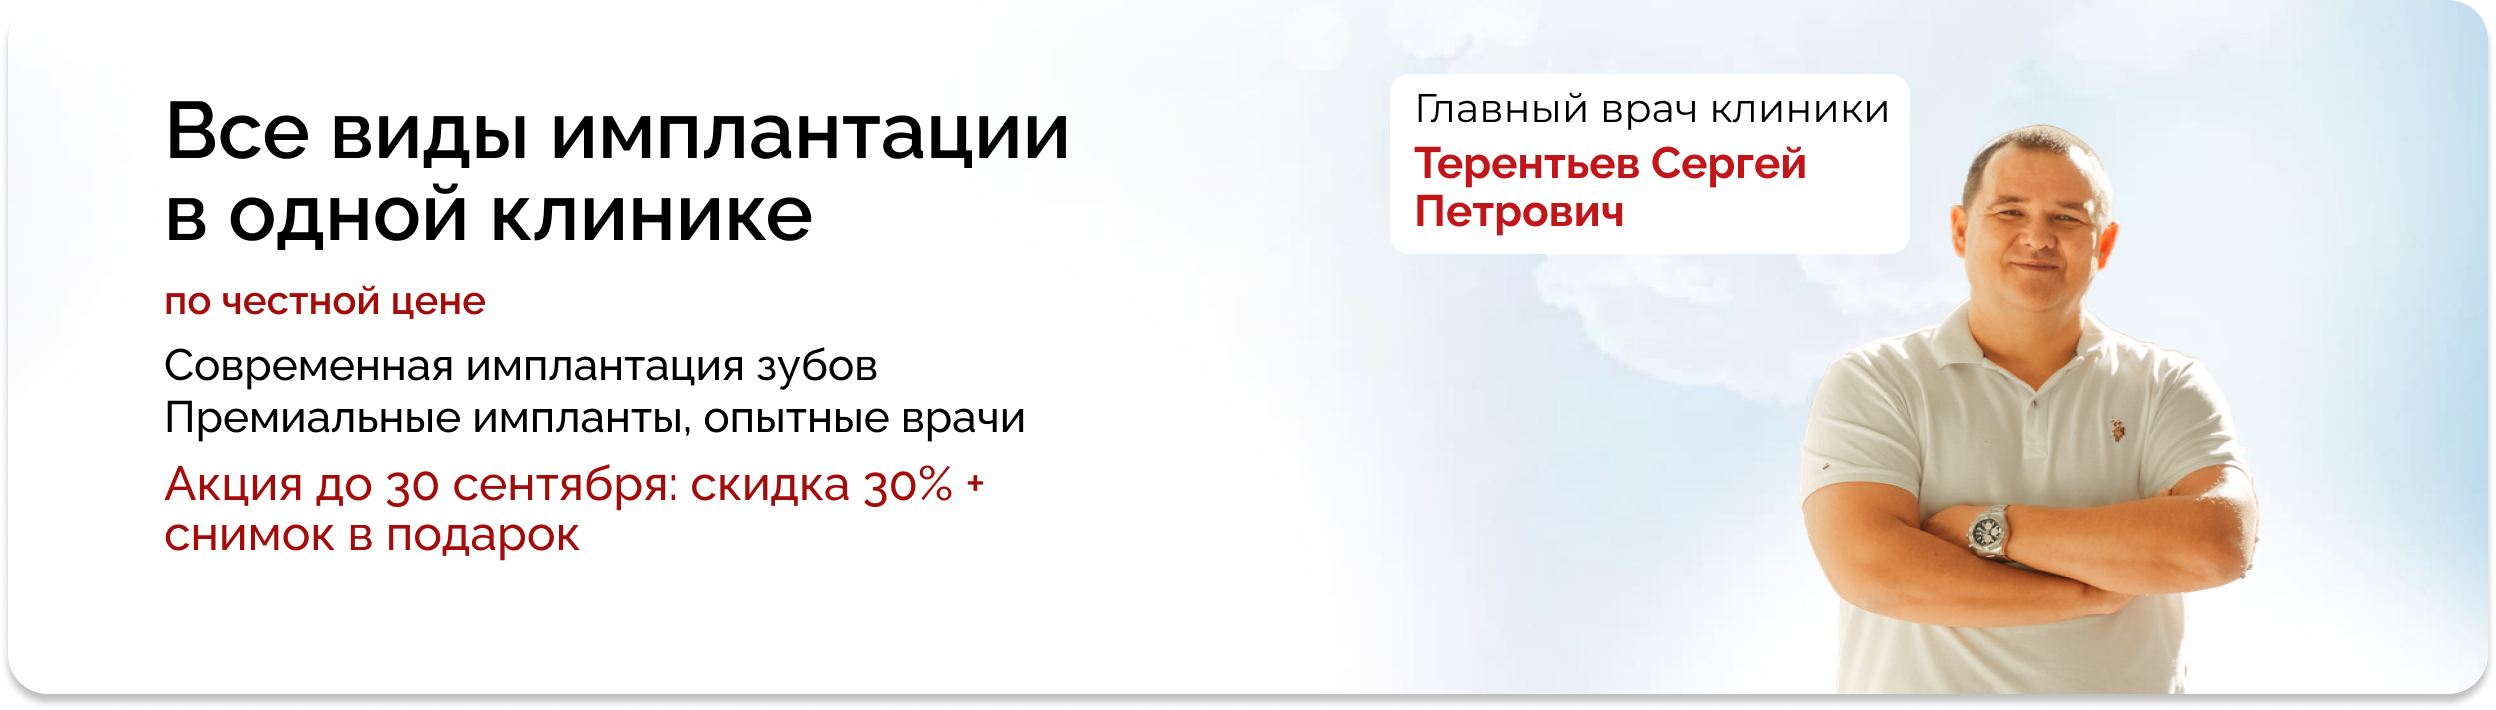 Все виды имплантации
в одной клинике
по честной цене
Современная имплантация зубов
Премиальные импланты, опытные врачи
Акция до 30 сентября: скидка 30% +
снимок в подарок
Главный врач клиники
Терентьев Сергей
Петрович